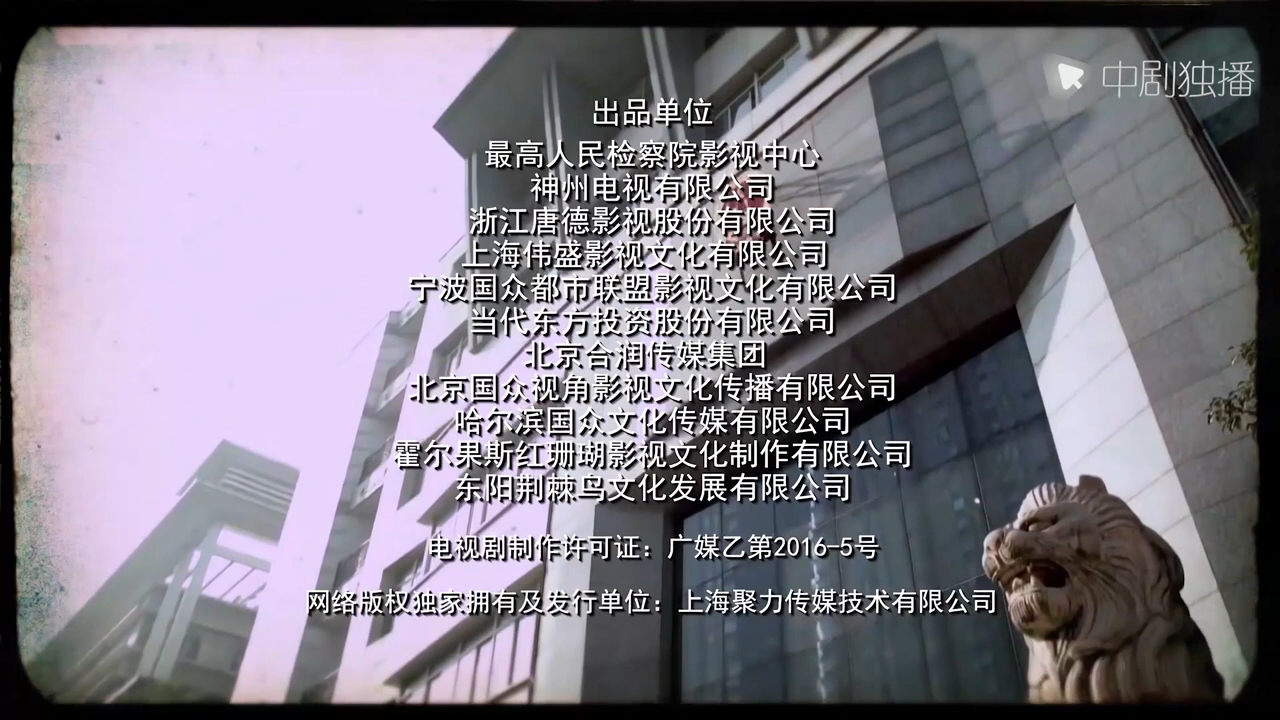 中剧独播
出品单位
最高人民检察院影视中心
神州电视有限公司
浙江唐德影视股份有限公司
上海伟盛影视文化有限公司
宁波国众都市联盟影视文化有限公司
当代东方投资股份有限公司
北京合润传媒集团
北京国众视角影视文化传播有限公司
哈尔滨国众文化传媒有限公司
霍尔果斯红珊瑚影视文化制作有限公司
东阳荆棘鸟文化发展有限公司
电视剧制作许可证：广媒乙第2016-5号
网络版权独家拥有及发行单位：上海聚力传媒技术有限公司